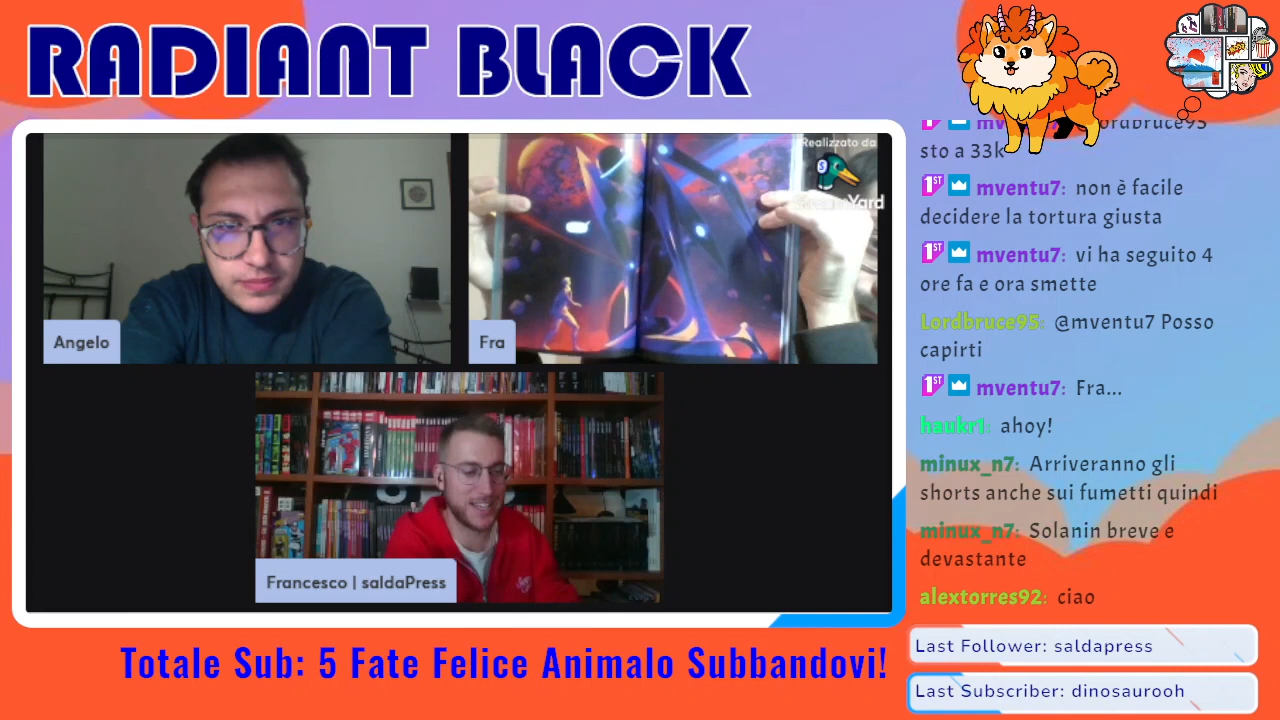 RADIANT BLACK
Realizzato da
StreamYard
Angelo
Fra
Francesco | saldaPress
lordbruce95
sto a 33k
mventu7: non è facile
decidere la tortura giusta
mventu7: vi ha seguito 4
ore fa e ora smette
Lordbruce95: @mventu7 Posso
capirti
mventu7: Fra...
haukr1: ahoy!
minux_n7: Arriveranno gli
shorts anche sui fumetti quindi
minux_n7: Solanin breve e
devastante
alextorres92: ciao
Last Follower: saldapress
Last Subscriber: dinosaurooh
Totale Sub: 5 Fate Felice Animalo Subbandovi!